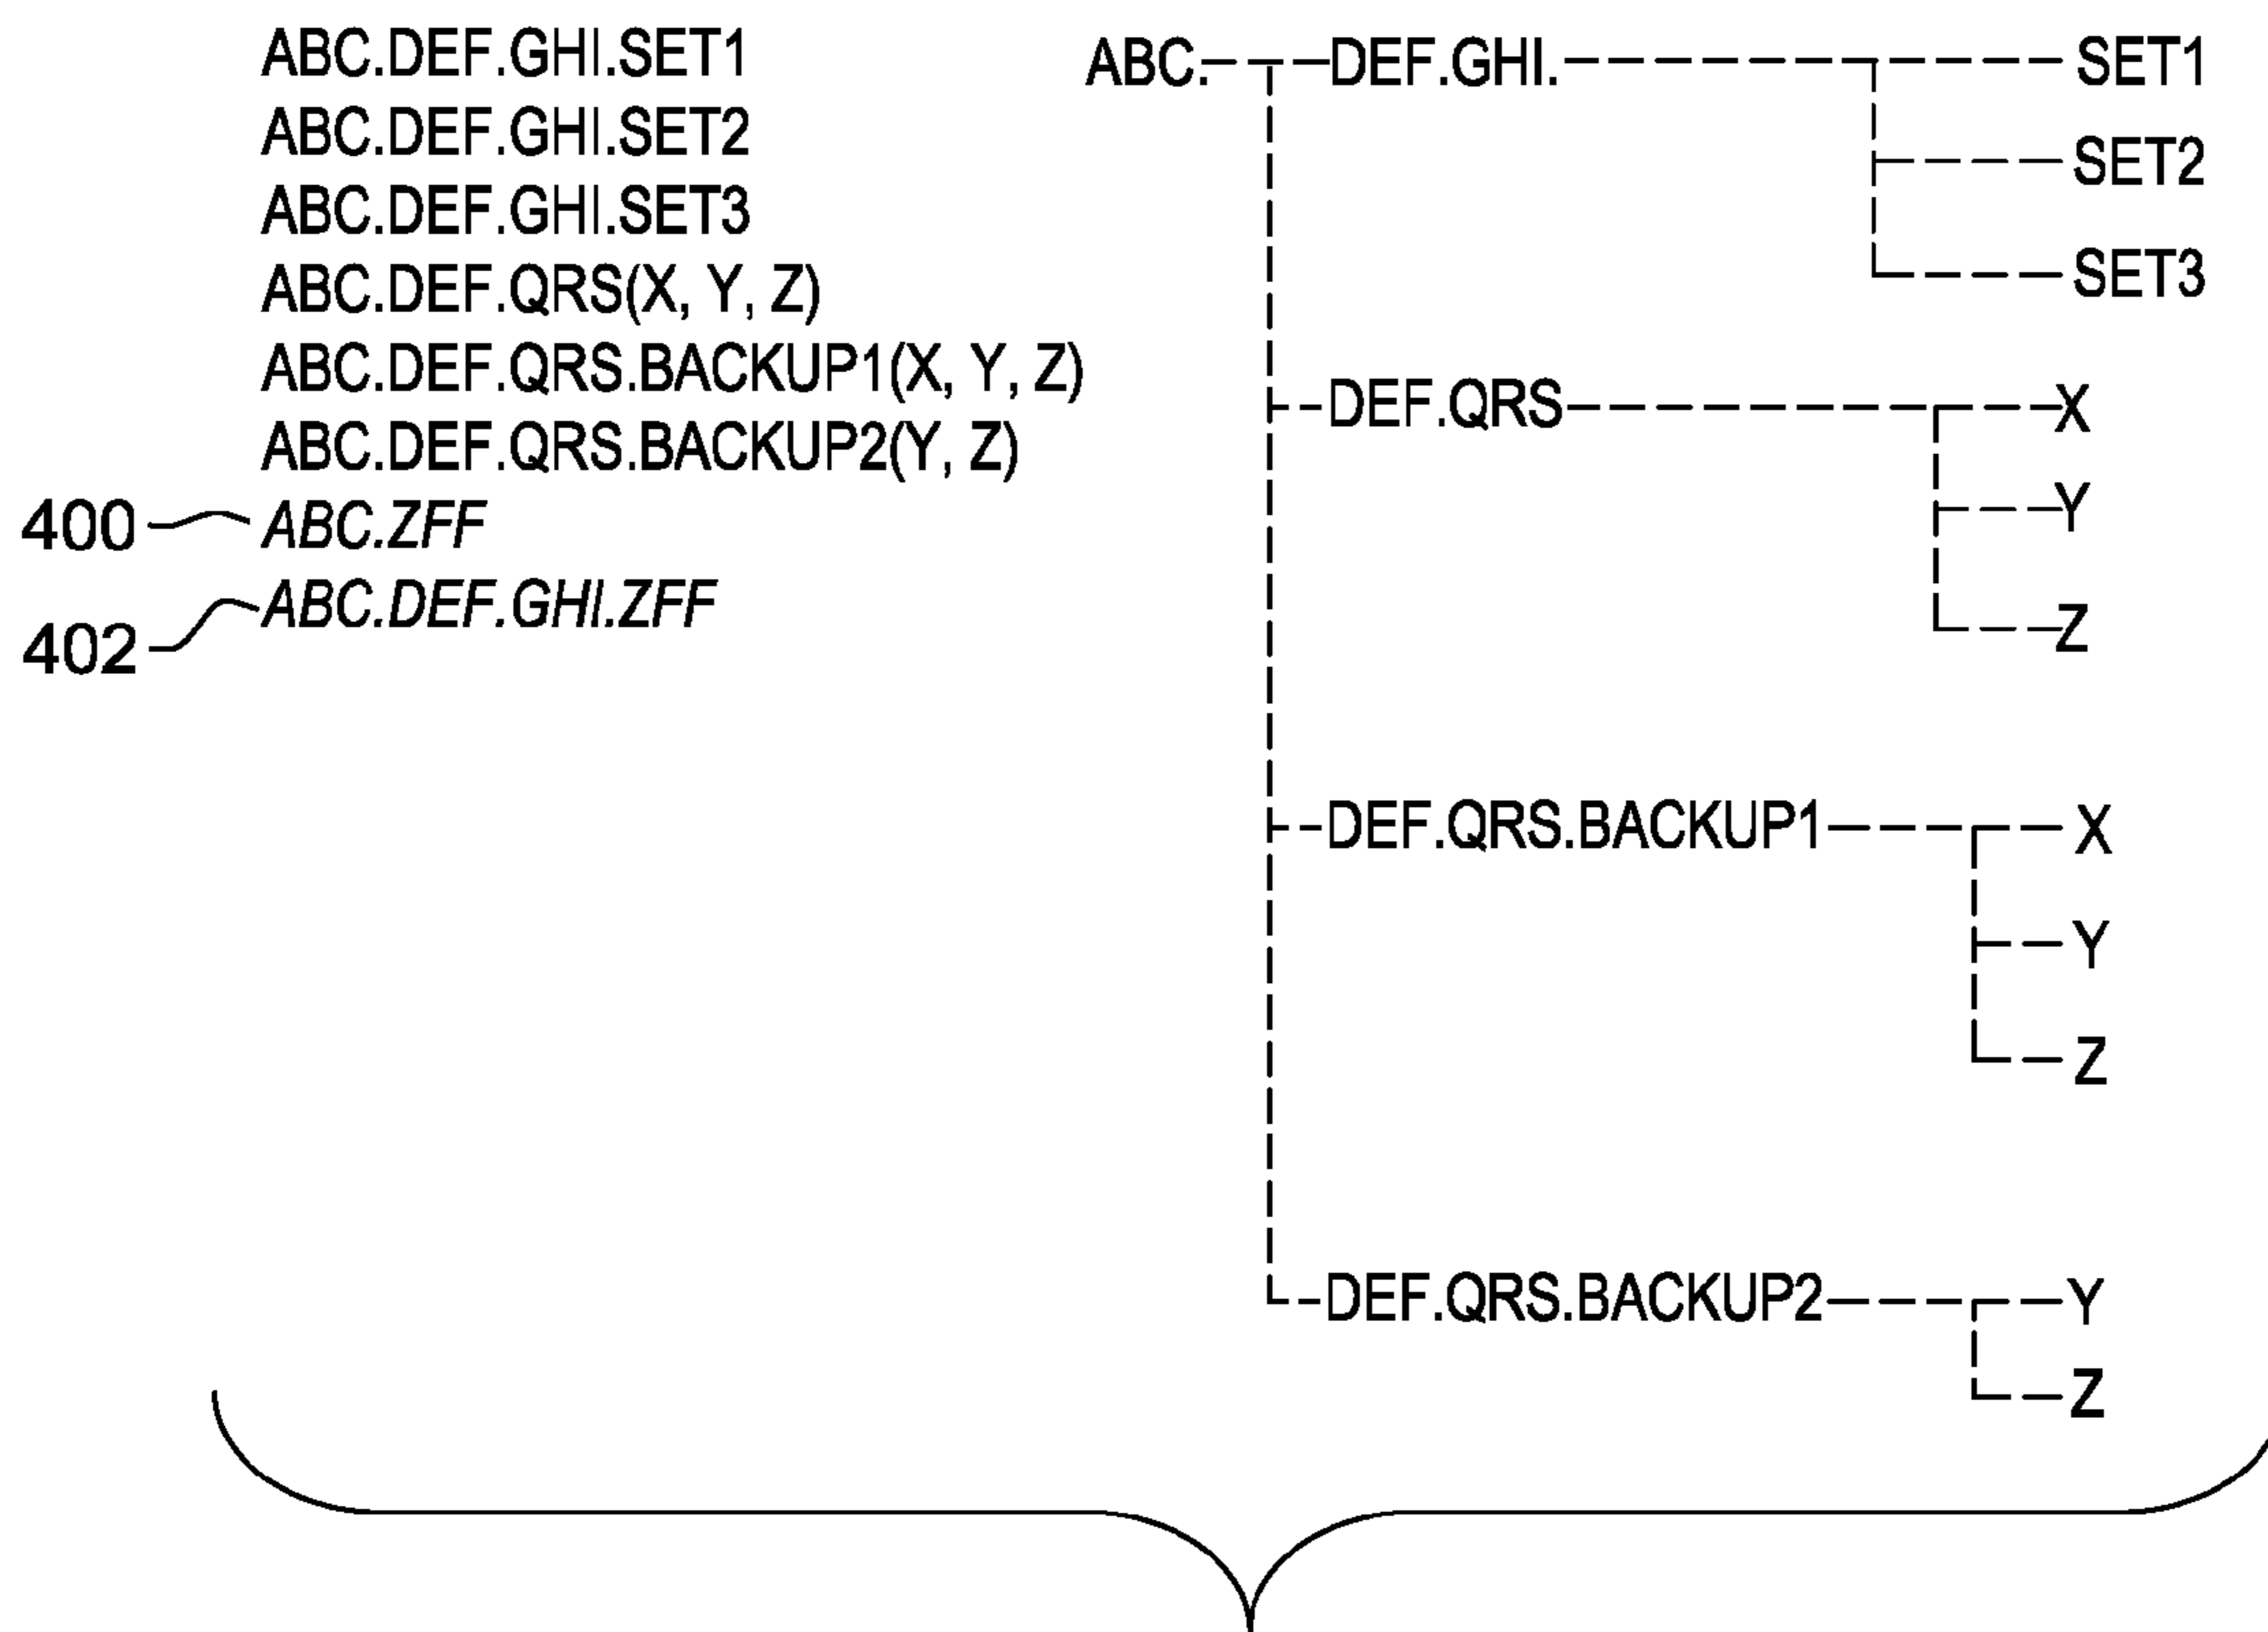 ABC.DEF.GHI.SET1
ABC.DEF.GHI.SET2
ABC.DEF.GHI.SET3
ABC.DEF.QRS(X, Y, Z)
ABC.DEF.QRS.BACKUP1(X, Y, Z)
ABC.DEF.QRS.BACKUP2(Y, Z)
400 ABC.ZFF
402 ABC.DEF.GHI.ZFF
ABC. DEF.GHI. SET1
SET2
SET3
DEF.QRS X
Y
Z
DEF.QRS.BACKUP1 X
Y
Z
DEF.QRS.BACKUP2 Y
Z